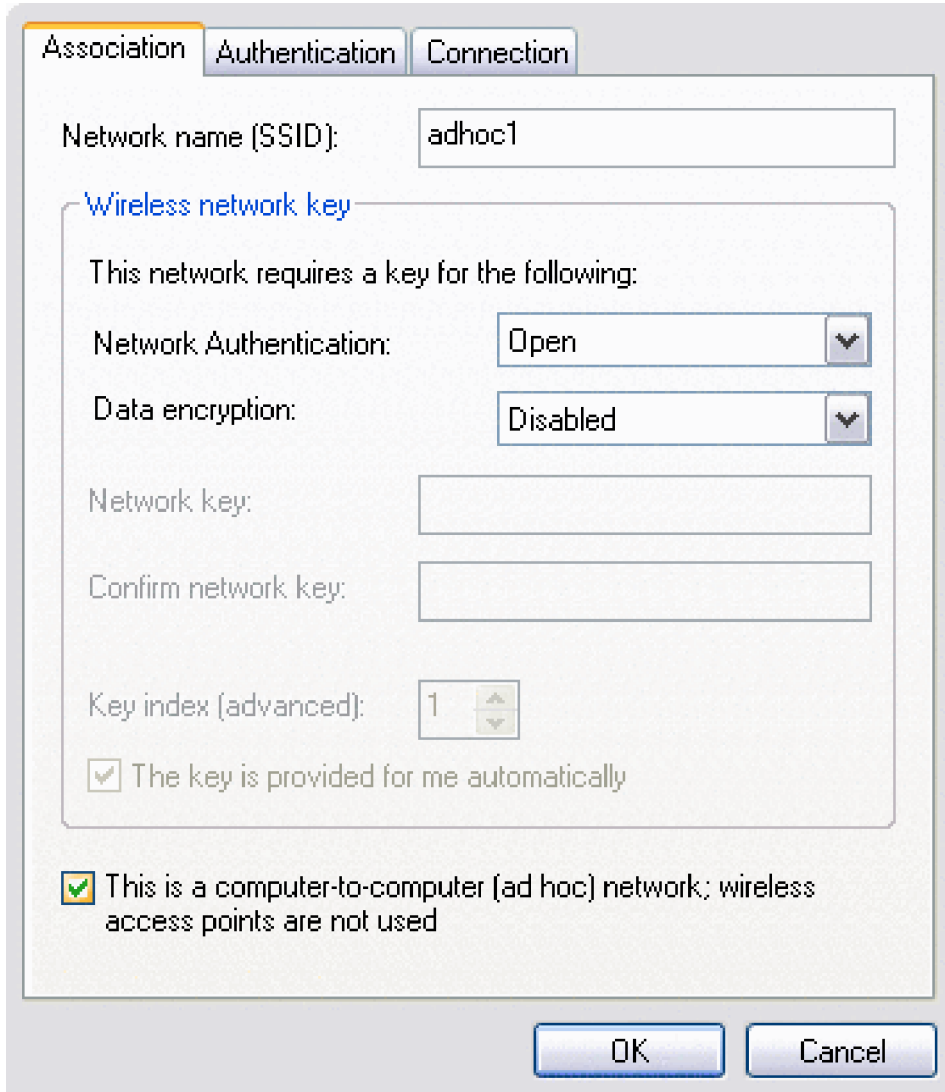 Association Authentication Connection
Network name (SSID): adhoc1
Wireless network key
This network requires a key for the following:
Network Authentication: Open
Data encryption: Disabled
Network key:
Confirm network key:
Key index (advanced): 1
The key is provided for me automatically
This is a computer-to-computer (ad hoc) network; wireless
access points are not used
OK Cancel